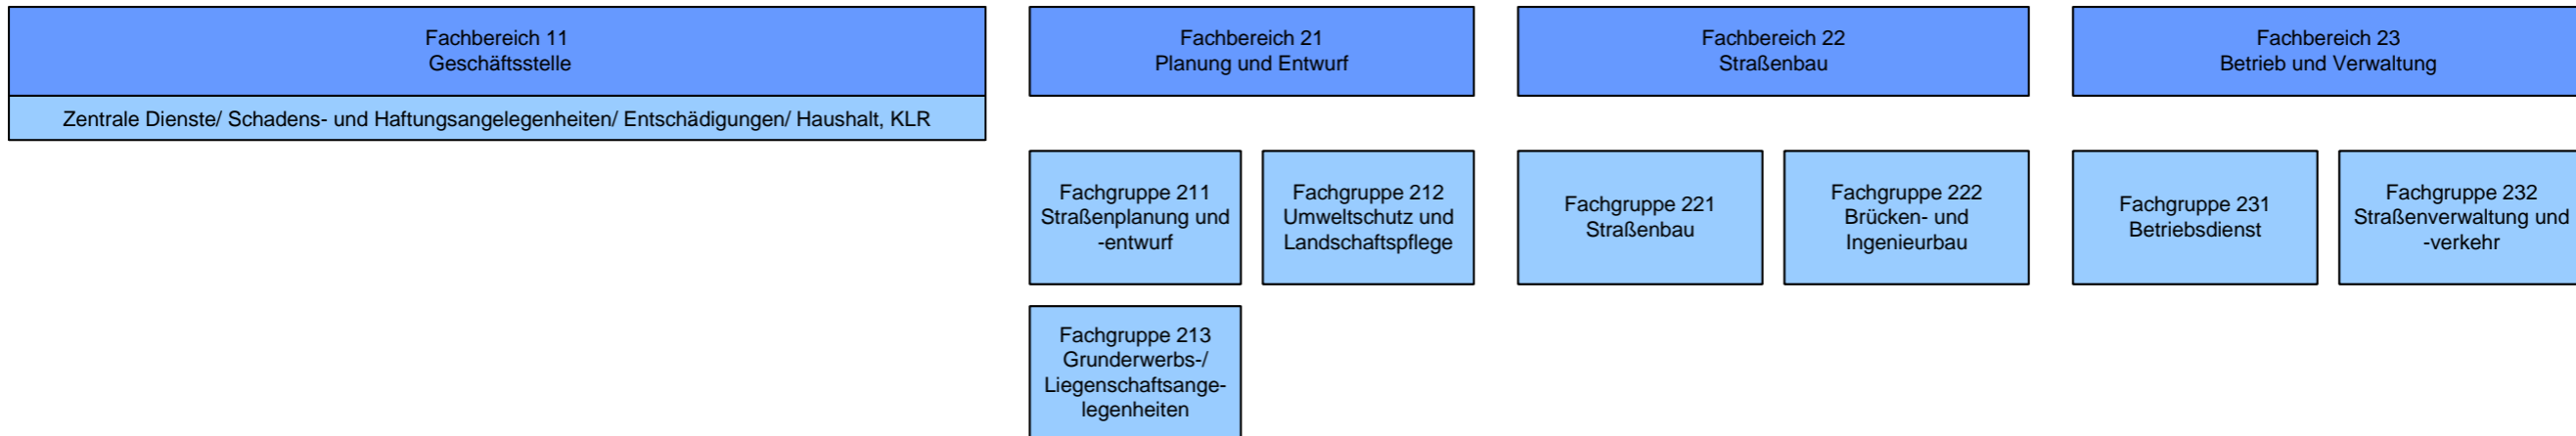 Fachbereich 11
Geschäftsstelle
Zentrale Dienste/ Schadens- und Haftungsangelegenheiten/ Entschädigungen/ Haushalt, KLR
Fachbereich 21
Planung und Entwurf
Fachgruppe 211
Straßenplanung und
-entwurf
Fachgruppe 212
Umweltschutz und
Landschaftspflege
Fachgruppe 213
Grunderwerbs-/
Liegenschaftsange-
legenheiten
Fachbereich 22
Straßenbau
Fachgruppe 221
Straßenbau
Fachgruppe 222
Brücken- und
Ingenieurbau
Fachbereich 23
Betrieb und Verwaltung
Fachgruppe 231
Betriebsdienst
Fachgruppe 232
Straßenverwaltung und
-verkehr